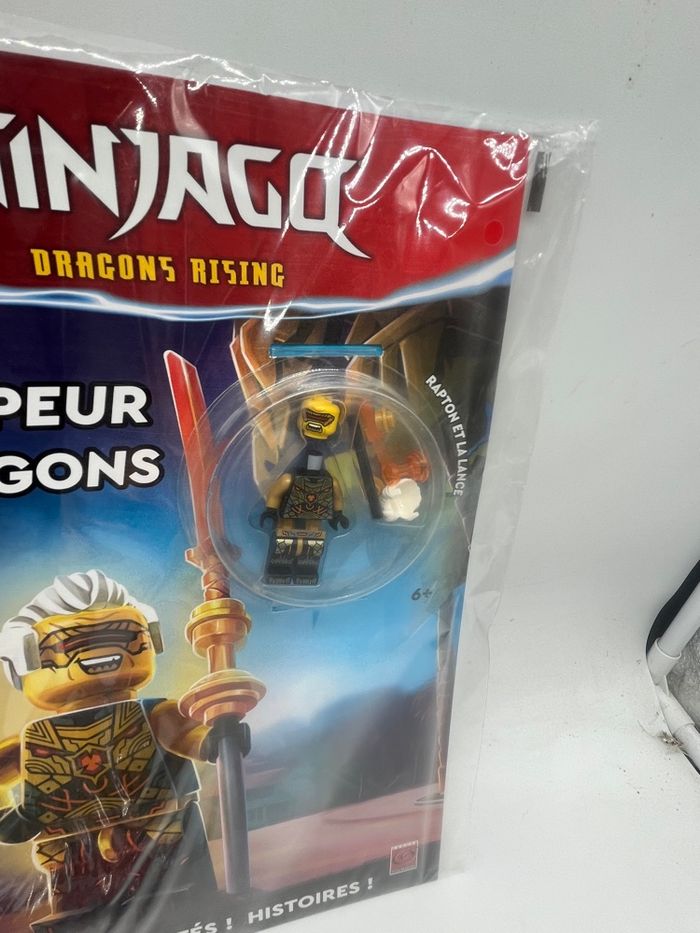 NINJAGO
DRAGONS RISING
PEUR
GONS
RAPTON ET LA LANCE
6+
TÉS ! HISTOIRES !